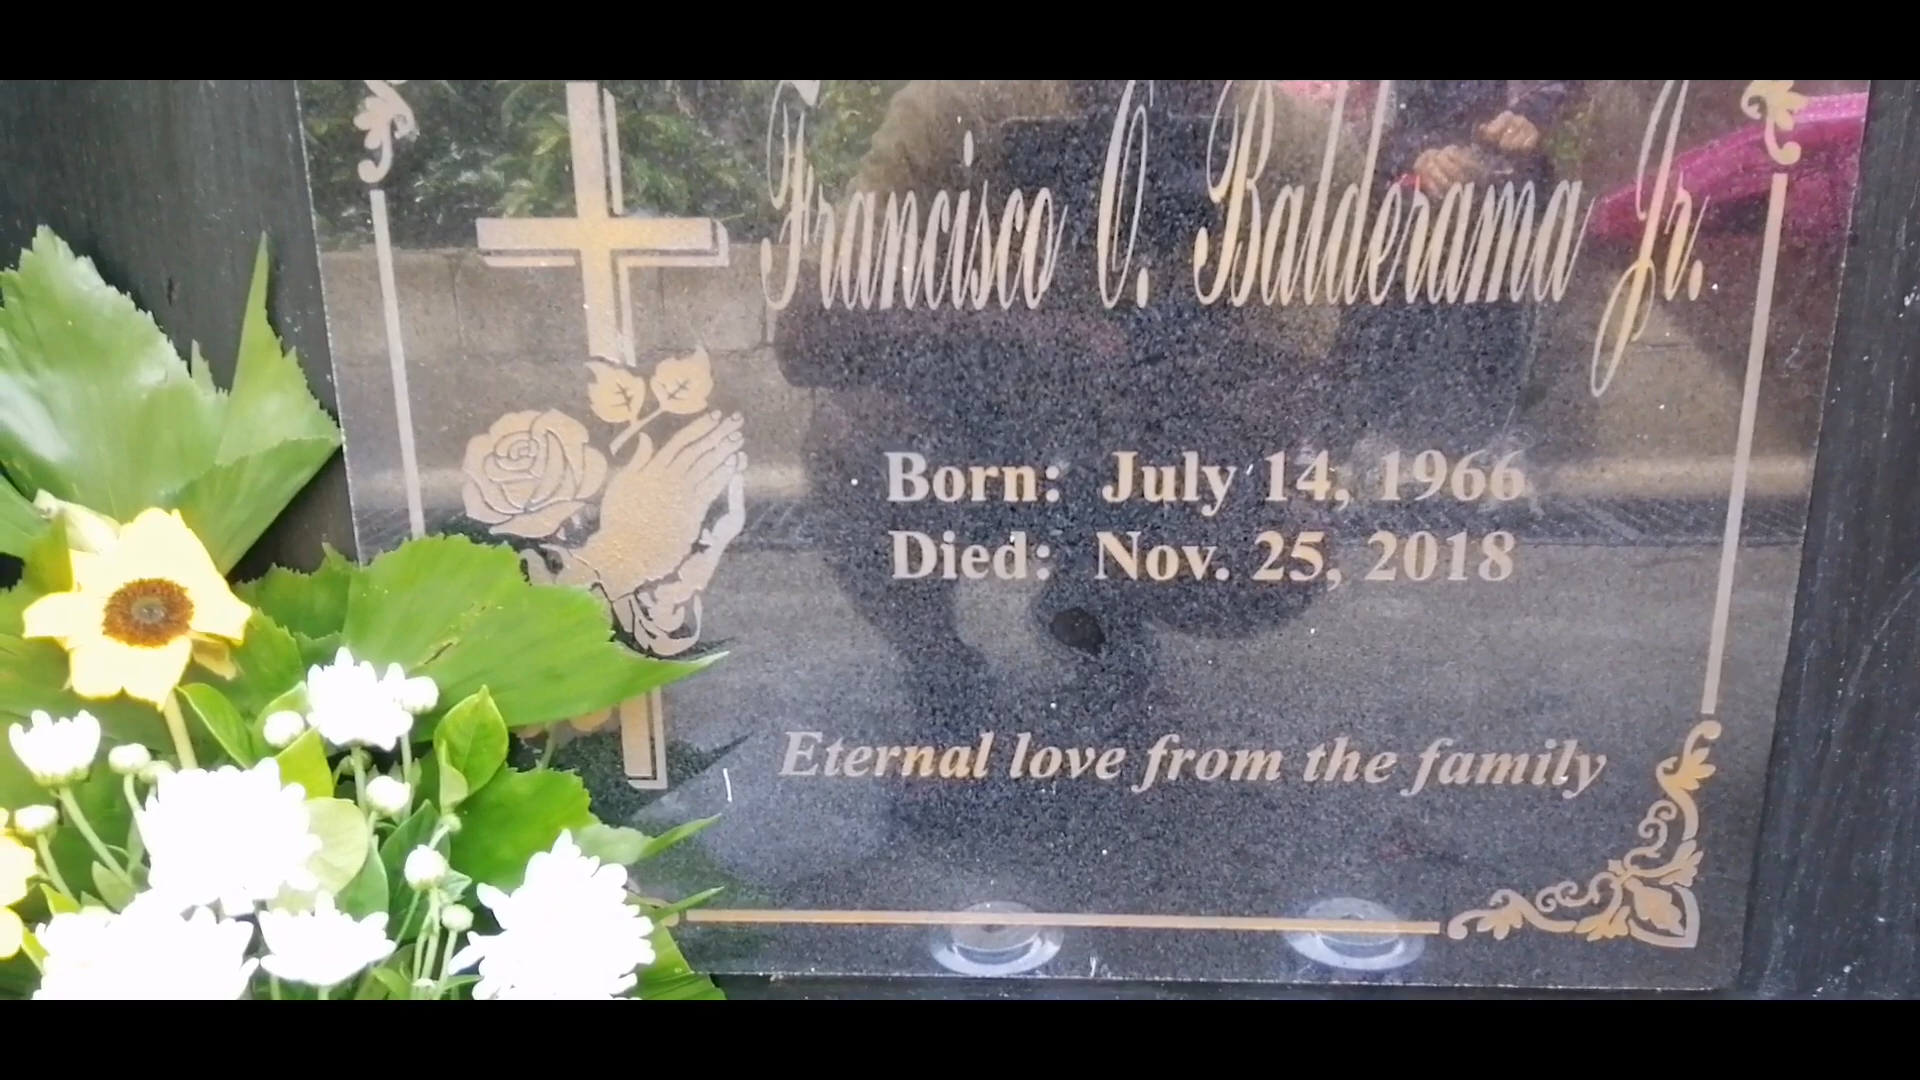 Francisco C. Balderama Jr.
Born: July 14, 1966
Died: Nov. 25, 2018
Eternal love from the family